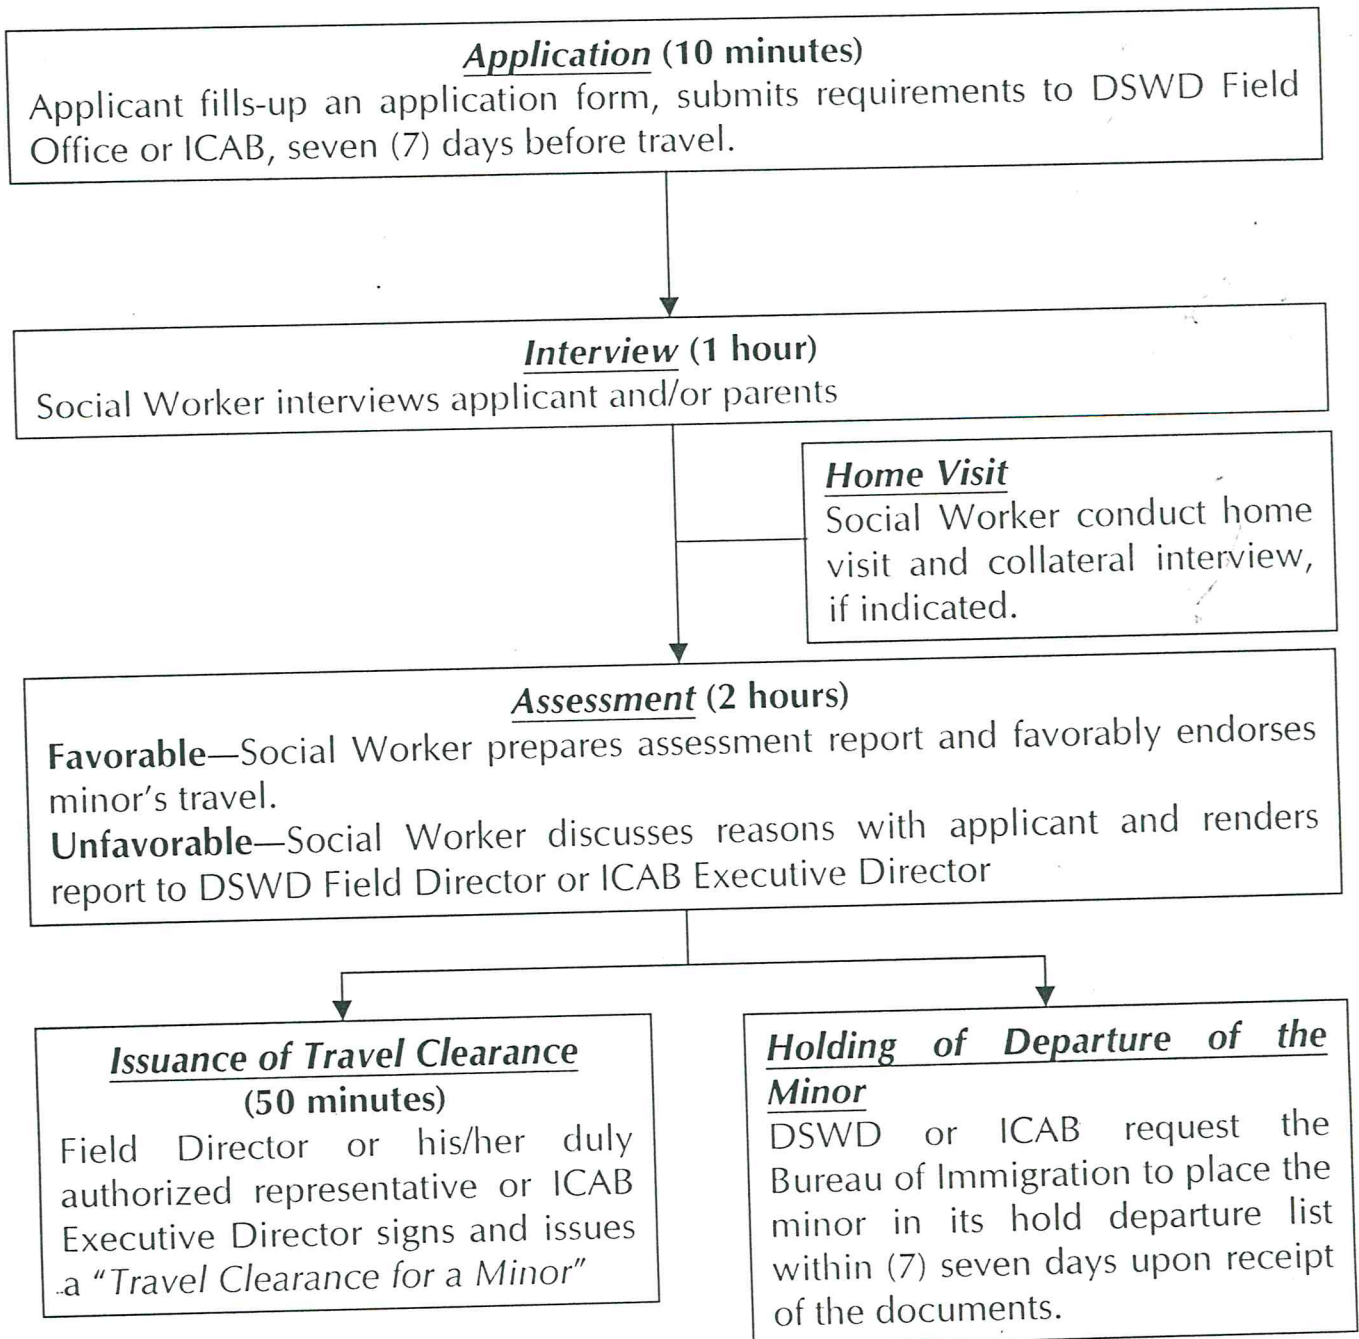 Application (10 minutes)
Applicant fills-up an application form, submits requirements to DSWD Field
Office or ICAB, seven (7) days before travel.
Interview (1 hour)
Social Worker interviews applicant and/or parents
Home Visit
Social Worker conduct home
visit and collateral interview,
if indicated.
Assessment (2 hours)
Favorable—Social Worker prepares assessment report and favorably endorses
minor's travel.
Unfavorable—Social Worker discusses reasons with applicant and renders
report to DSWD Field Director or ICAB Executive Director
Issuance of Travel Clearance
(50 minutes)
Field Director or his/her duly
authorized representative or ICAB
Executive Director signs and issues
a "Travel Clearance for a Minor"
Holding of Departure of the
Minor
DSWD or ICAB request the
Bureau of Immigration to place the
minor in its hold departure list
within (7) seven days upon receipt
of the documents.